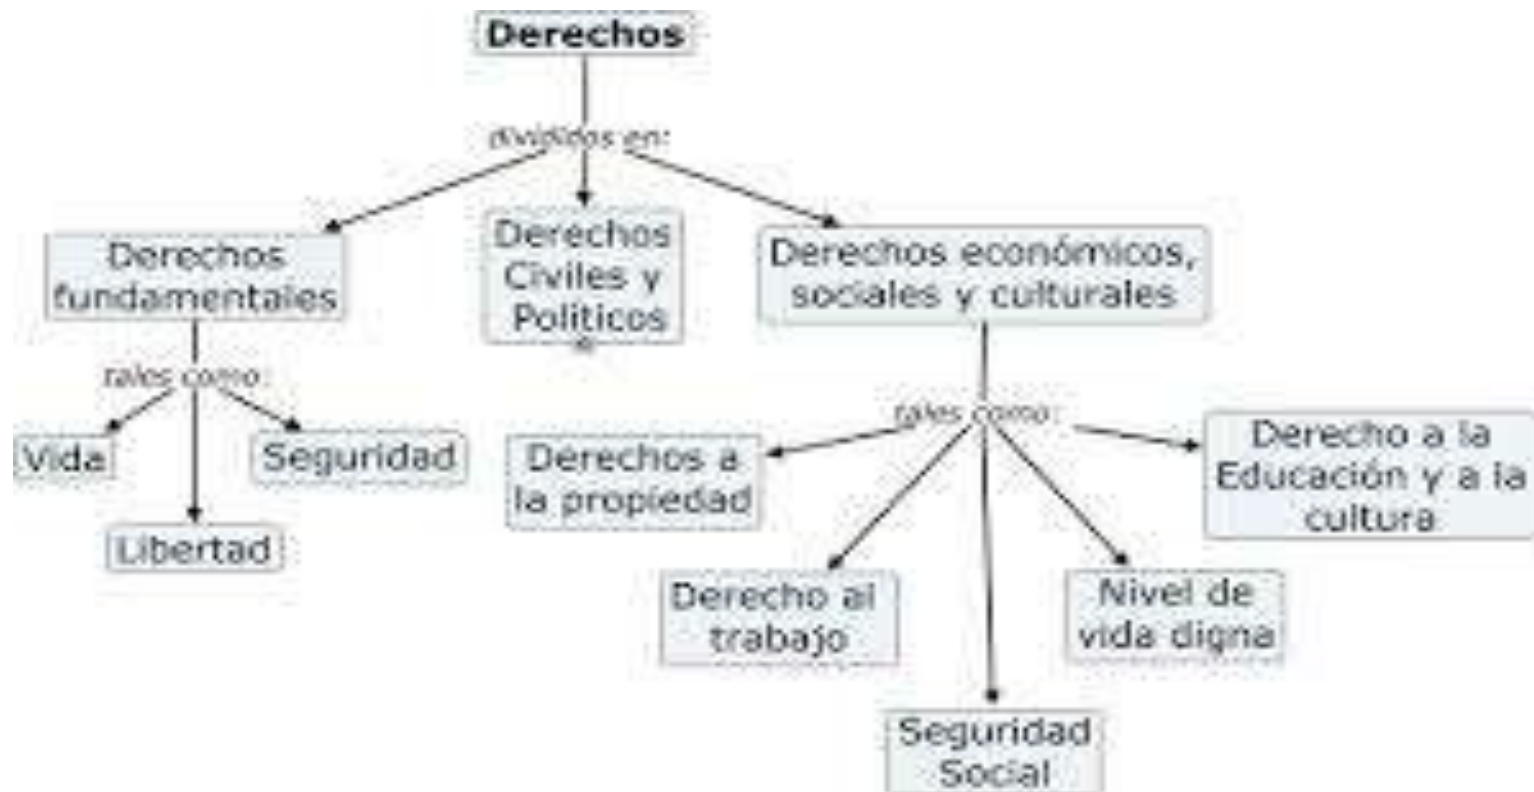 Derechos
divididos en:
Derechos
fundamentales
Derechos
Civiles y
Políticos
Derechos económicos,
sociales y culturales
tales como:
Vida
Libertad
Seguridad
tales como:
Derechos a
la propiedad
Derecho al
trabajo
Seguridad
Social
Nivel de
vida digna
Derecho a la
Educación y a la
cultura